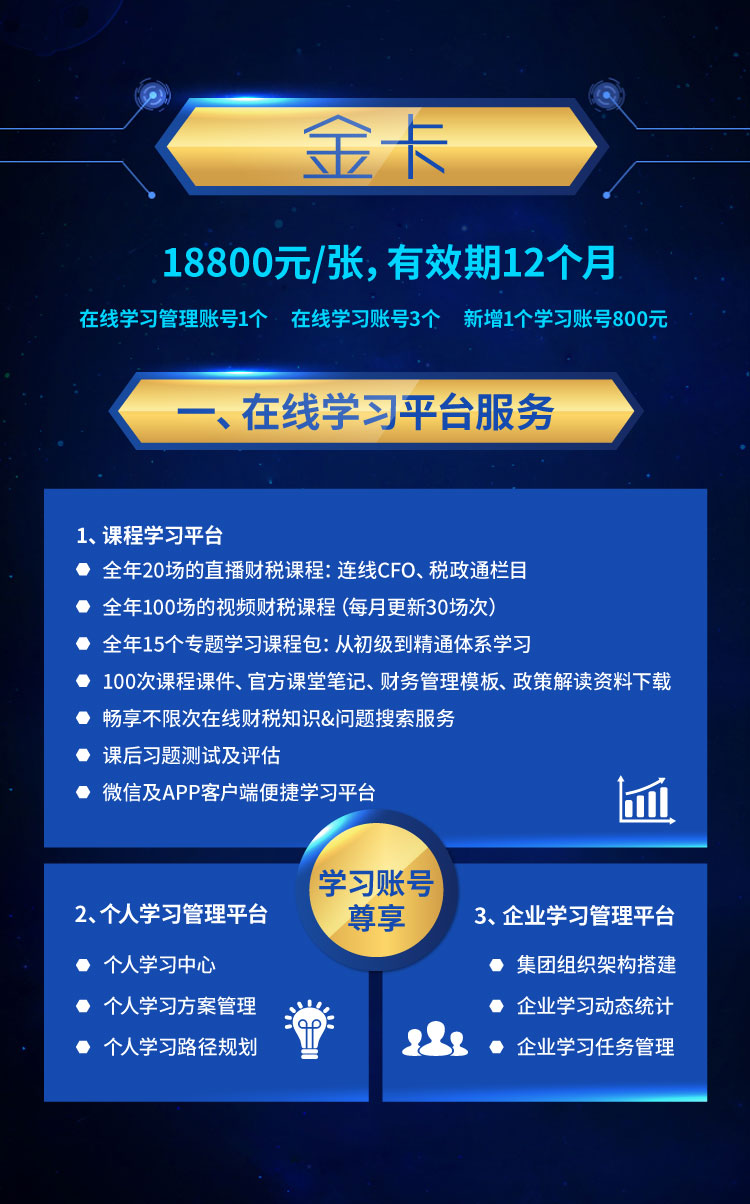 金卡
18800元/张，有效期12个月
在线学习管理账号1个 在线学习账号3个 新增1个学习账号800元
一、在线学习平台服务
1、课程学习平台
全年20场的直播财税课程：连线CFO、税政通栏目
全年100场的视频财税课程（每月更新30场次）
全年15个专题学习课程包：从初级到精通体系学习
100次课程课件、官方课堂笔记、财务管理模板、政策解读资料下载
畅享不限次在线财税知识&问题搜索服务
课后习题测试及评估
微信及APP客户端便捷学习平台
学习账号
尊享
2、个人学习管理平台
个人学习中心
个人学习方案管理
个人学习路径规划
3、企业学习管理平台
集团组织架构搭建
企业学习动态统计
企业学习任务管理